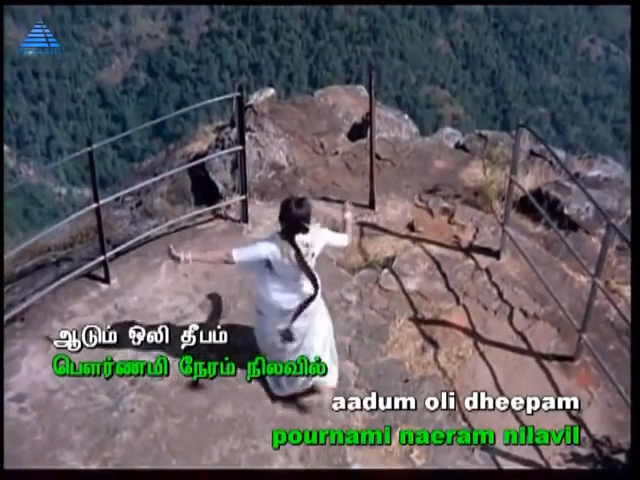 ஆடும் ஒலி தீபம்
பௌர்ணமி நேரம் நிலவில்
aadum oli dheepam
pournami naeram nilavil